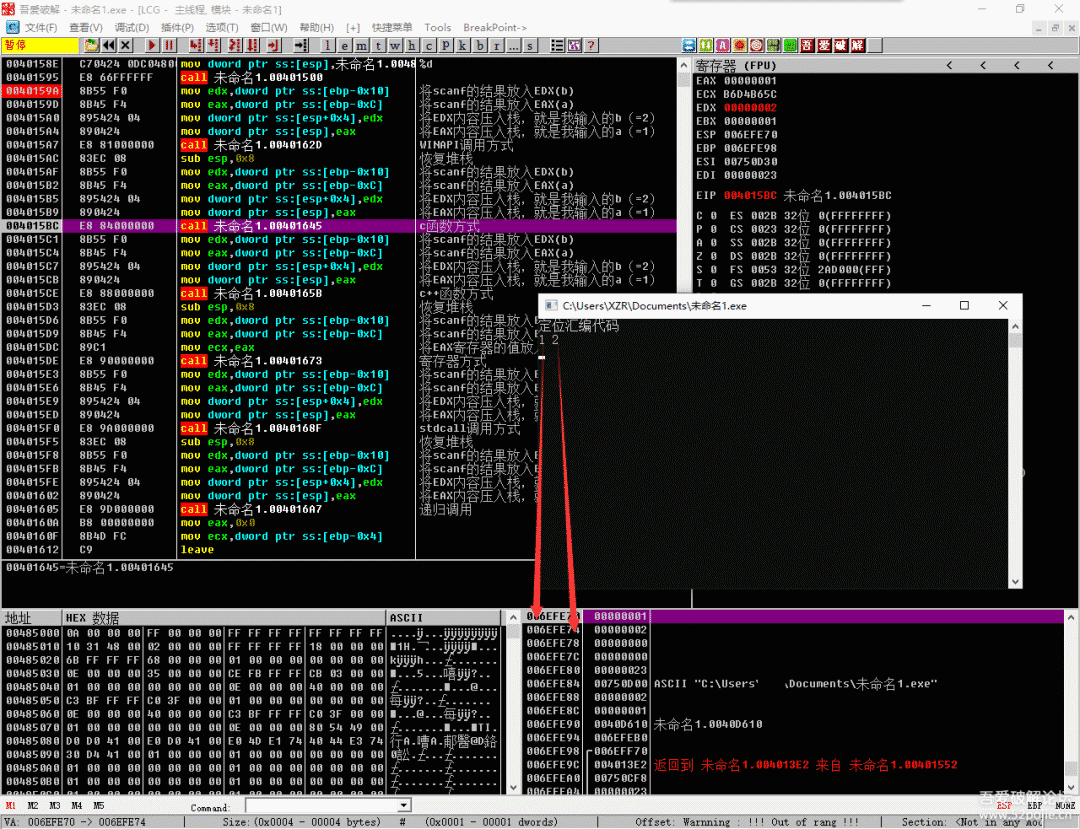 吾爱破解 - 未命名1.exe - [LCG - 主线程, 模块 - 未命名1]
文件(F) 查看(V) 调试(D) 插件(P) 选项(T) 窗口(W) 帮助(H) [+] 快捷菜单 Tools BreakPoint->
暂停 l e m t w h c p k b r ... s ?
0040158E C70424 0DC0480 mov dword ptr ss:[esp],未命名1.0048 %d
00401595 E8 66FFFFFF call 未命名1.00401500
0040159A 8B55 F0 mov edx,dword ptr ss:[ebp-0x10] 将scanf的结果放入EDX(b)
0040159D 8B45 F4 mov eax,dword ptr ss:[ebp-0xC] 将scanf的结果放入EAX(a)
004015A0 895424 04 mov dword ptr ss:[esp+0x4],edx 将EDX内容压入栈，就是我输入的b（=2）
004015A4 890424 mov dword ptr ss:[esp],eax 将EAX内容压入栈，就是我输入的a（=1）
004015A7 E8 81000000 call 未命名1.0040162D WINAPI调用方式
004015AC 83EC 08 sub esp,0x8 恢复堆栈
004015AF 8B55 F0 mov edx,dword ptr ss:[ebp-0x10] 将scanf的结果放入EDX(b)
004015B2 8B45 F4 mov eax,dword ptr ss:[ebp-0xC] 将scanf的结果放入EAX(a)
004015B5 895424 04 mov dword ptr ss:[esp+0x4],edx 将EDX内容压入栈，就是我输入的b（=2）
004015B9 890424 mov dword ptr ss:[esp],eax 将EAX内容压入栈，就是我输入的a（=1）
004015BC E8 84000000 call 未命名1.00401645 c函数方式
004015C1 8B55 F0 mov edx,dword ptr ss:[ebp-0x10] 将scanf的结果放入EDX(b)
004015C4 8B45 F4 mov eax,dword ptr ss:[ebp-0xC] 将scanf的结果放入EAX(a)
004015C7 895424 04 mov dword ptr ss:[esp+0x4],edx 将EDX内容压入栈，就是我输入的b（=2）
004015CB 890424 mov dword ptr ss:[esp],eax 将EAX内容压入栈，就是我输入的a（=1）
004015CE E8 88000000 call 未命名1.0040165B c++函数方式
004015D3 83EC 08 sub esp,0x8 恢复堆栈
004015D6 8B55 F0 mov edx,dword ptr ss:[ebp-0x10] 将scanf的结果放入
004015D9 8B45 F4 mov eax,dword ptr ss:[ebp-0xC] 将scanf的结果放入
004015DC 89C1 mov ecx,eax 将EAX寄存器的值放
004015DE E8 90000000 call 未命名1.00401673 寄存器方式
004015E3 8B55 F0 mov edx,dword ptr ss:[ebp-0x10] 将scanf的结果放入
004015E6 8B45 F4 mov eax,dword ptr ss:[ebp-0xC] 将scanf的结果放入
004015E9 895424 04 mov dword ptr ss:[esp+0x4],edx 将EDX内容压入栈，
004015ED 890424 mov dword ptr ss:[esp],eax 将EAX内容压入栈，
004015F0 E8 9A000000 call 未命名1.0040168F stdcall调用方式
004015F5 83EC 08 sub esp,0x8 恢复堆栈
004015F8 8B55 F0 mov edx,dword ptr ss:[ebp-0x10] 将scanf的结果放入
004015FB 8B45 F4 mov eax,dword ptr ss:[ebp-0xC] 将scanf的结果放入
004015FE 895424 04 mov dword ptr ss:[esp+0x4],edx 将EDX内容压入栈，
00401602 890424 mov dword ptr ss:[esp],eax 将EAX内容压入栈，
00401605 E8 9D000000 call 未命名1.004016A7 递归调用
0040160A B8 00000000 mov eax,0x0
0040160F 8B4D FC mov ecx,dword ptr ss:[ebp-0x4]
00401612 C9 leave
00401645=未命名1.00401645
寄存器 (FPU) < < < <
EAX 00000001
ECX B6D4B65C
EDX 00000002
EBX 00000001
ESP 006EFE70
EBP 006EFE98
ESI 00750D30
EDI 00000023
EIP 004015BC 未命名1.004015BC
C 0 ES 002B 32位 0(FFFFFFFF)
P 0 CS 0023 32位 0(FFFFFFFF)
A 0 SS 002B 32位 0(FFFFFFFF)
Z 0 DS 002B 32位 0(FFFFFFFF)
S 0 FS 0053 32位 2AD000(FFF)
T 0 GS 002B 32位 0(FFFFFFFF)
C:\Users\XZR\Documents\未命名1.exe
定位汇编代码
1 2
地址 HEX 数据 ASCII
00485000 0A 00 00 00 FF 00 00 00 FF FF FF FF FF FF FF FF
00485010 10 31 48 00 02 00 00 00 FF FF FF FF 18 00 00 00
00485020 6B FF FF FF 68 00 00 00 01 00 00 00 00 00 00 00
00485030 0E 00 00 00 35 00 00 00 CE FB FF FF CB 03 00 00
00485040 01 00 00 00 00 00 00 00 0E 00 00 00 40 00 00 00
00485050 C3 BF FF FF C0 3F 00 00 01 00 00 00 00 00 00 00
00485060 0E 00 00 00 40 00 00 00 C3 BF FF FF C0 3F 00 00
00485070 01 00 00 00 00 00 00 00 0E 00 00 00 80 54 49 00
00485080 D0 D0 41 00 E0 D0 41 00 E0 4D E1 74 40 44 E3 74
00485090 30 D4 41 00 01 00 00 00 01 00 00 00 00 00 00 00
004850A0 01 00 00 00 00 00 00 00 01 00 00 00 00 00 00 00
004850B0 01 00 00 00 00 00 00 00 01 00 00 00 00 00 00 00
006EFE70 00000001
006EFE74 00000002
006EFE78 00000000
006EFE7C 00000000
006EFE80 00000023
006EFE84 00750D00 ASCII "C:\Users\ \Documents\未命名1.exe"
006EFE88 00000002
006EFE8C 00000001
006EFE90 0040D610 未命名1.0040D610
006EFE94 006EFEB0
006EFE98 006EFF70
006EFE9C 004013E2 返回到 未命名1.004013E2 来自 未命名1.00401552
006EFEA0 00750CF8
006EFEA4 00000023
M1 M2 M3 M4 M5 Command: ESP EBP NONE
VA: 006EFE70 -> 006EFE74 Size:(0x0004 - 00004 bytes) # (0x0001 - 00001 dwords) Offset: Warnning : !!! Out of rang !!! Section: <Not in any mod
吾爱破解论坛
www.52pojie.cn